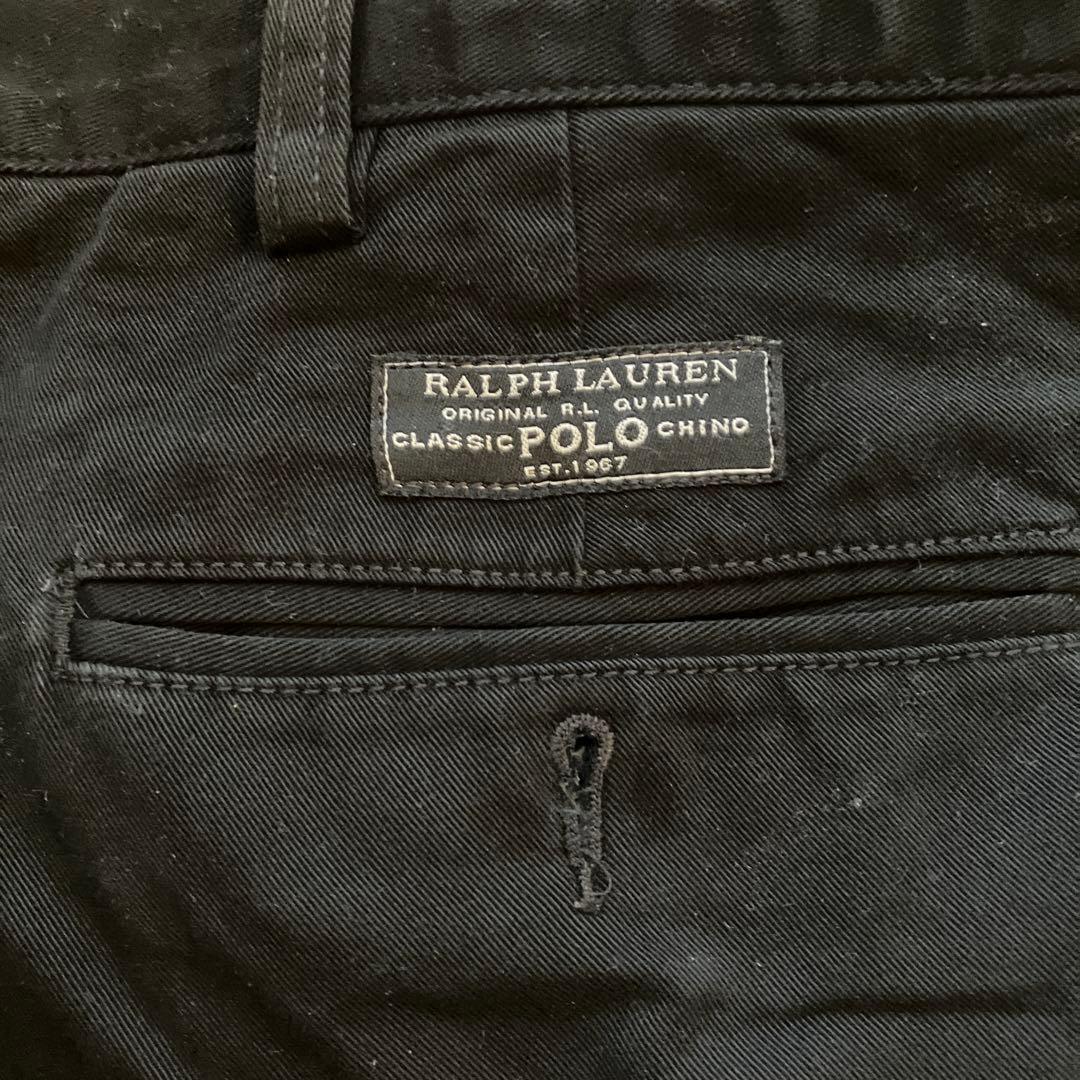 RALPH LAUREN
ORIGINAL R.L. QUALITY
CLASSIC POLO CHINO
EST. 1967